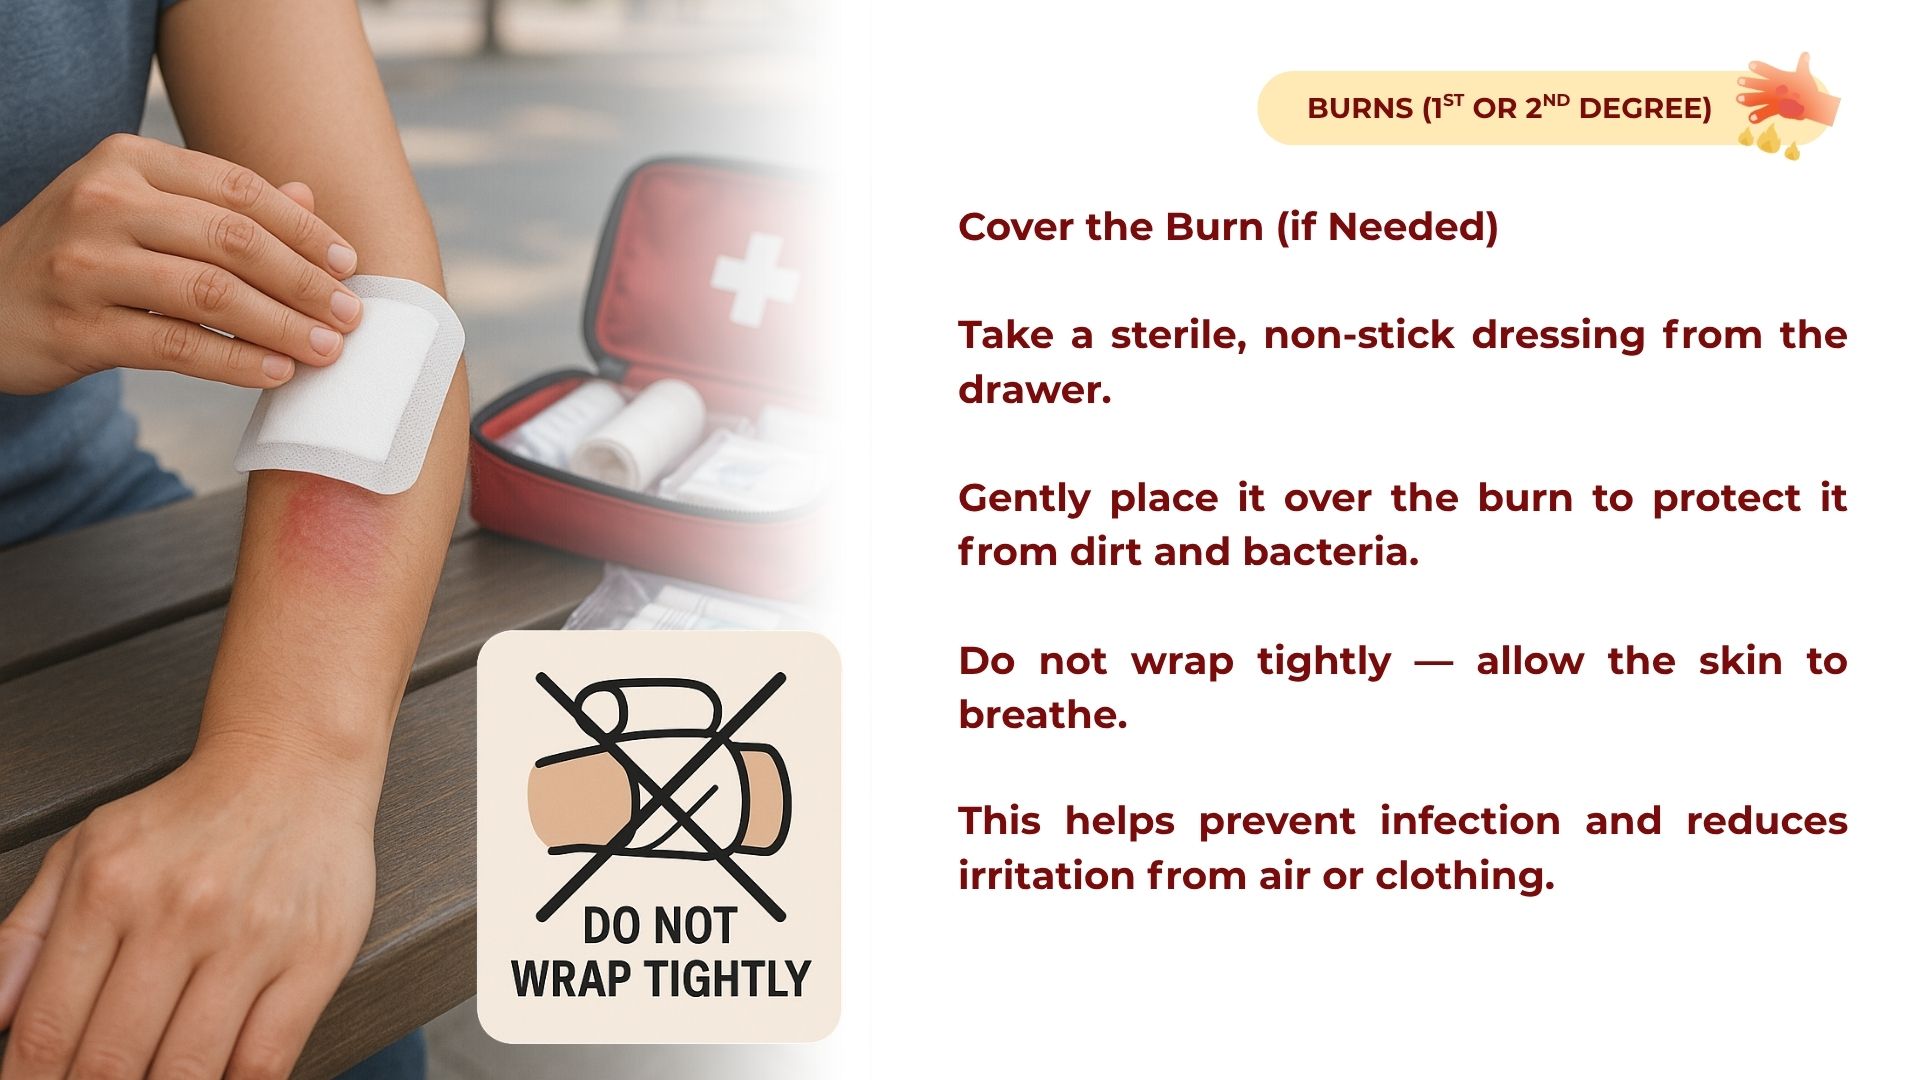 BURNS (1ST OR 2ND DEGREE)
Cover the Burn (if Needed)
Take a sterile, non-stick dressing from the
drawer.
Gently place it over the burn to protect it
from dirt and bacteria.
Do not wrap tightly — allow the skin to
breathe.
This helps prevent infection and reduces
irritation from air or clothing.
DO NOT
WRAP TIGHTLY